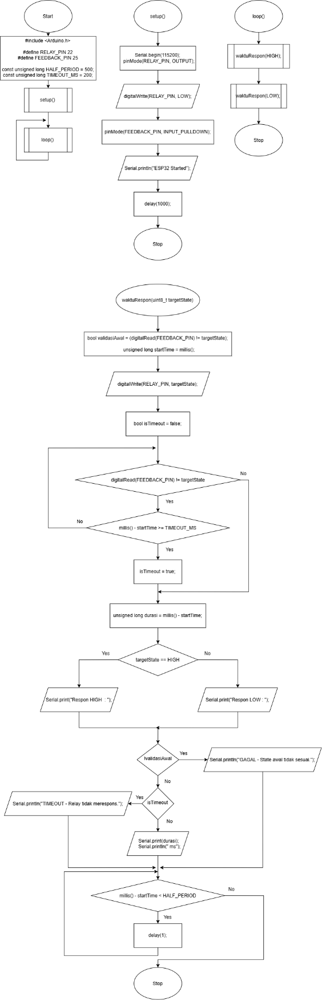 Start
#include <Arduino.h>
#define RELAY_PIN 22
#define FEEDBACK_PIN 25
const unsigned long HALF_PERIOD = 500;
const unsigned long TIMEOUT_MS = 200;
setup()
loop()
setup()
Serial.begin(115200);
pinMode(RELAY_PIN, OUTPUT);
digitalWrite(RELAY_PIN, LOW);
pinMode(FEEDBACK_PIN, INPUT_PULLDOWN);
Serial.println("ESP32 Started");
delay(1000);
Stop
loop()
waktuRespon(HIGH);
waktuRespon(LOW);
Stop
waktuRespon(uint8_t targetState)
bool validasiAwal = (digitalRead(FEEDBACK_PIN) != targetState);
unsigned long startTime = millis();
digitalWrite(RELAY_PIN, targetState);
bool isTimeout = false;
digitalRead(FEEDBACK_PIN) != targetState
No
Yes
millis() - startTime >= TIMEOUT_MS
No
Yes
isTimeout = true;
unsigned long durasi = millis() - startTime;
targetState == HIGH
Yes
No
Serial.print("Respon HIGH  : ");
Serial.print("Respon LOW : ");
!validasiAwal
Yes
Serial.println("GAGAL - State awal tidak sesuai.");
No
isTimeout
Yes
Serial.println("TIMEOUT - Relay tidak merespons.");
No
Serial.print(durasi);
Serial.println(" ms");
millis() - startTime < HALF_PERIOD
No
Yes
delay(1);
Stop